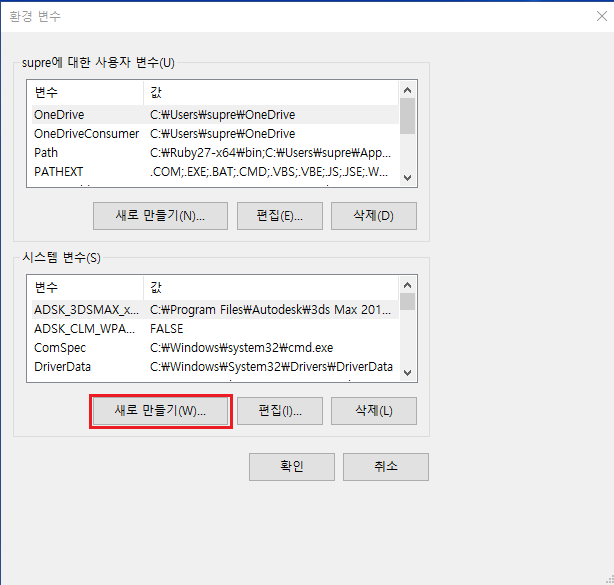 환경 변수
supre에 대한 사용자 변수(U)
변수 값
OneDrive C:₩Users₩supre₩OneDrive
OneDriveConsumer C:₩Users₩supre₩OneDrive
Path C:₩Ruby27-x64₩bin;C:₩Users₩supre₩App...
PATHEXT .COM;.EXE;.BAT;.CMD;.VBS;.VBE;.JS;.JSE;.W...
새로 만들기(N)... 편집(E)... 삭제(D)
시스템 변수(S)
변수 값
ADSK_3DSMAX_x... C:₩Program Files₩Autodesk₩3ds Max 201...
ADSK_CLM_WPA... FALSE
ComSpec C:₩Windows₩system32₩cmd.exe
DriverData C:₩Windows₩System32₩Drivers₩DriverData
새로 만들기(W)... 편집(I)... 삭제(L)
확인 취소